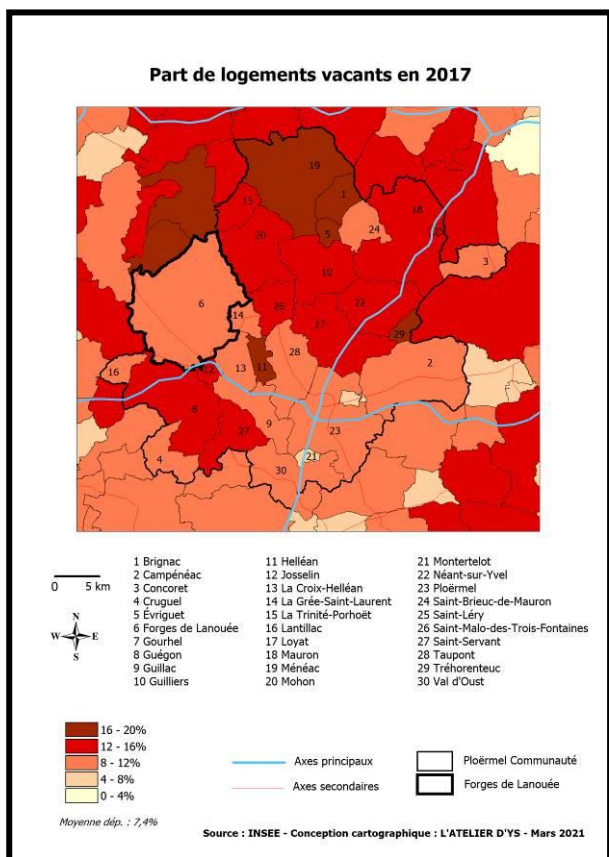 Part de logements vacants en 2017
19
1
15
5
24
18
25
20
3
10
6
26
22
14
17
29
28
2
16
12
13
11
8
27
9
23
4
21
30
0 5 km
N
W E
S
1 Brignac
2 Campénéac
3 Concoret
4 Cruguel
5 Évriguet
6 Forges de Lanouée
7 Gourhel
8 Guégon
9 Guillac
10 Guilliers
11 Helléan
12 Josselin
13 La Croix-Helléan
14 La Grée-Saint-Laurent
15 La Trinité-Porhoët
16 Lantillac
17 Loyat
18 Mauron
19 Ménéac
20 Mohon
21 Montertelot
22 Néant-sur-Yvel
23 Ploërmel
24 Saint-Brieuc-de-Mauron
25 Saint-Léry
26 Saint-Malo-des-Trois-Fontaines
27 Saint-Servant
28 Taupont
29 Tréhorenteuc
30 Val d'Oust
16 - 20%
12 - 16%
8 - 12%
4 - 8%
0 - 4%
Moyenne dép. : 7,4%
Axes principaux
Axes secondaires
Ploërmel Communauté
Forges de Lanouée
Source : INSEE - Conception cartographique : L'ATELIER D'YS - Mars 2021